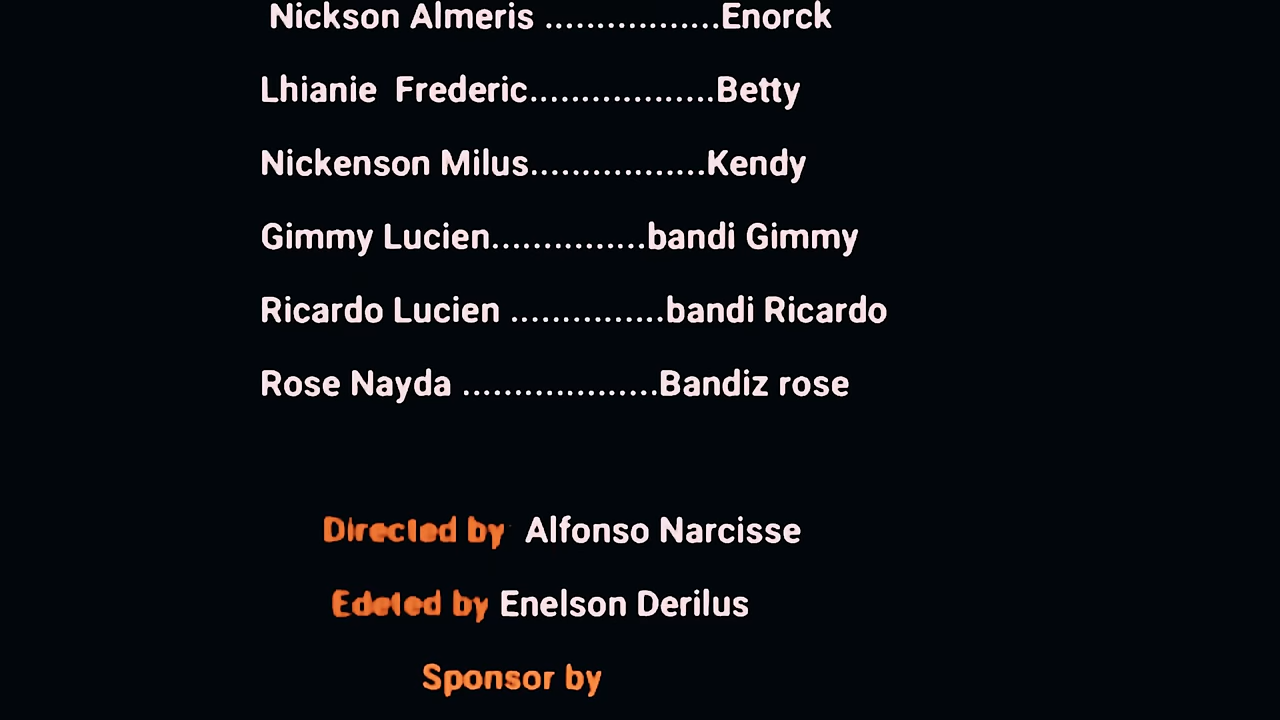 Nickson Almeris .................Enorck
Lhianie Frederic..................Betty
Nickenson Milus.................Kendy
Gimmy Lucien...............bandi Gimmy
Ricardo Lucien ...............bandi Ricardo
Rose Nayda ...................Bandiz rose
Directed by Alfonso Narcisse
Edeted by Enelson Derilus
Sponsor by